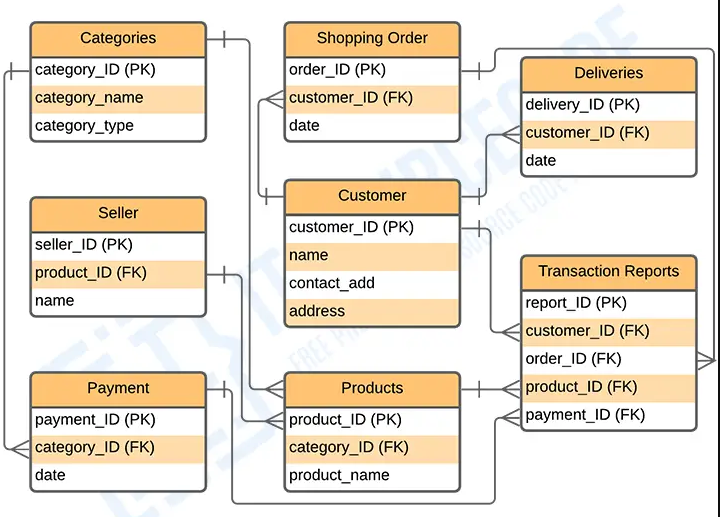 Categories
category_ID (PK)
category_name
category_type
Shopping Order
order_ID (PK)
customer_ID (FK)
date
Deliveries
delivery_ID (PK)
customer_ID (FK)
date
Seller
seller_ID (PK)
product_ID (FK)
name
Customer
customer_ID (PK)
name
contact_add
address
Transaction Reports
report_ID (PK)
customer_ID (FK)
order_ID (FK)
product_ID (FK)
payment_ID (FK)
Payment
payment_ID (PK)
category_ID (FK)
date
Products
product_ID (PK)
category_ID (FK)
product_name